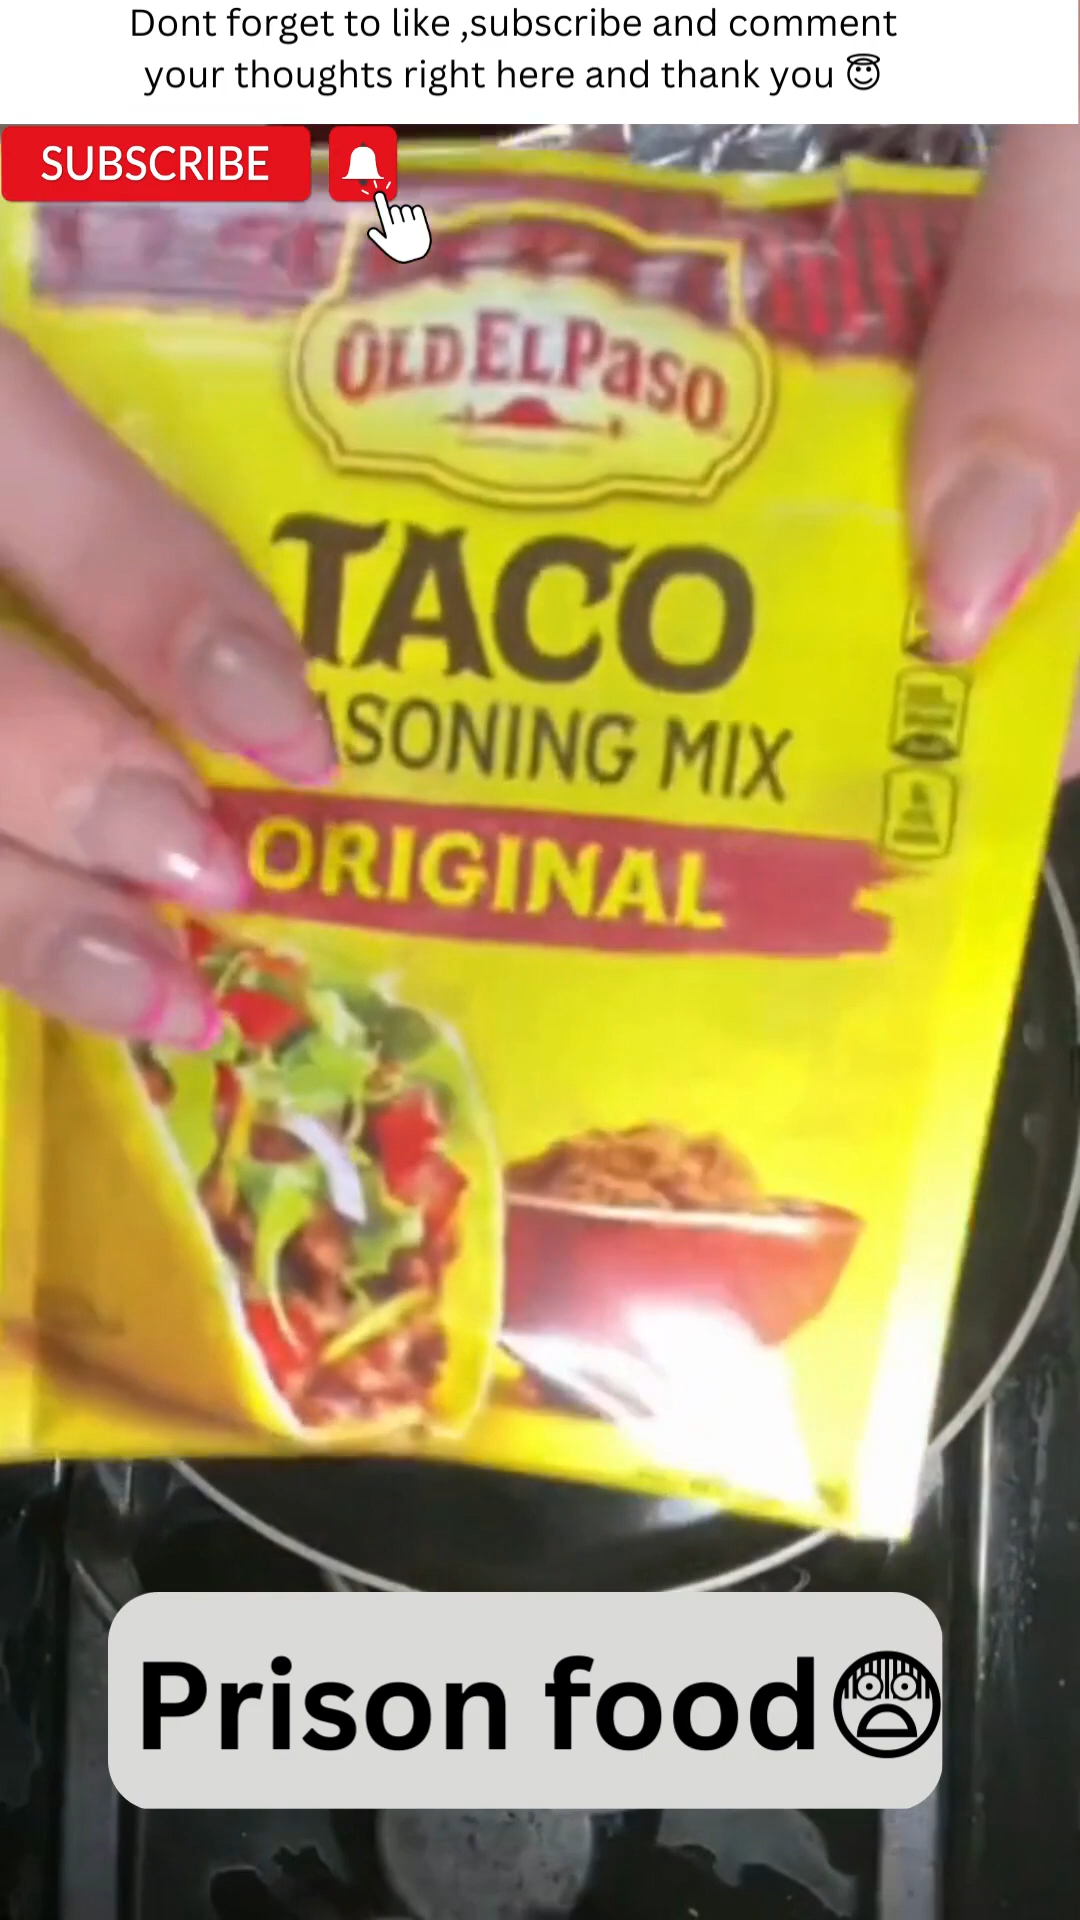 Dont forget to like ,subscribe and comment
your thoughts right here and thank you 😇
SUBSCRIBE
OLD EL PASO
TACO
ASONING MIX
ORIGINAL
Prison food😨